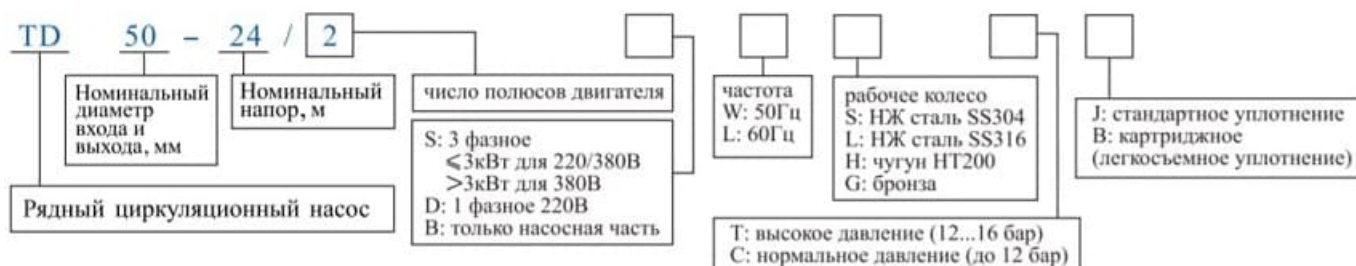 TD 50 – 24 / 2
Номинальный
диаметр
входа и
выхода, мм
Номинальный
напор, м
число полюсов двигателя
S: 3 фазное
⩽3кВт для 220/380В
>3кВт для 380В
D: 1 фазное 220В
B: только насосная часть
частота
W: 50Гц
L: 60Гц
рабочее колесо
S: НЖ сталь SS304
L: НЖ сталь SS316
H: чугун НТ200
G: бронза
J: стандартное уплотнение
B: картриджное
(легкосъемное уплотнение)
Рядный циркуляционный насос
T: высокое давление (12...16 бар)
C: нормальное давление (до 12 бар)